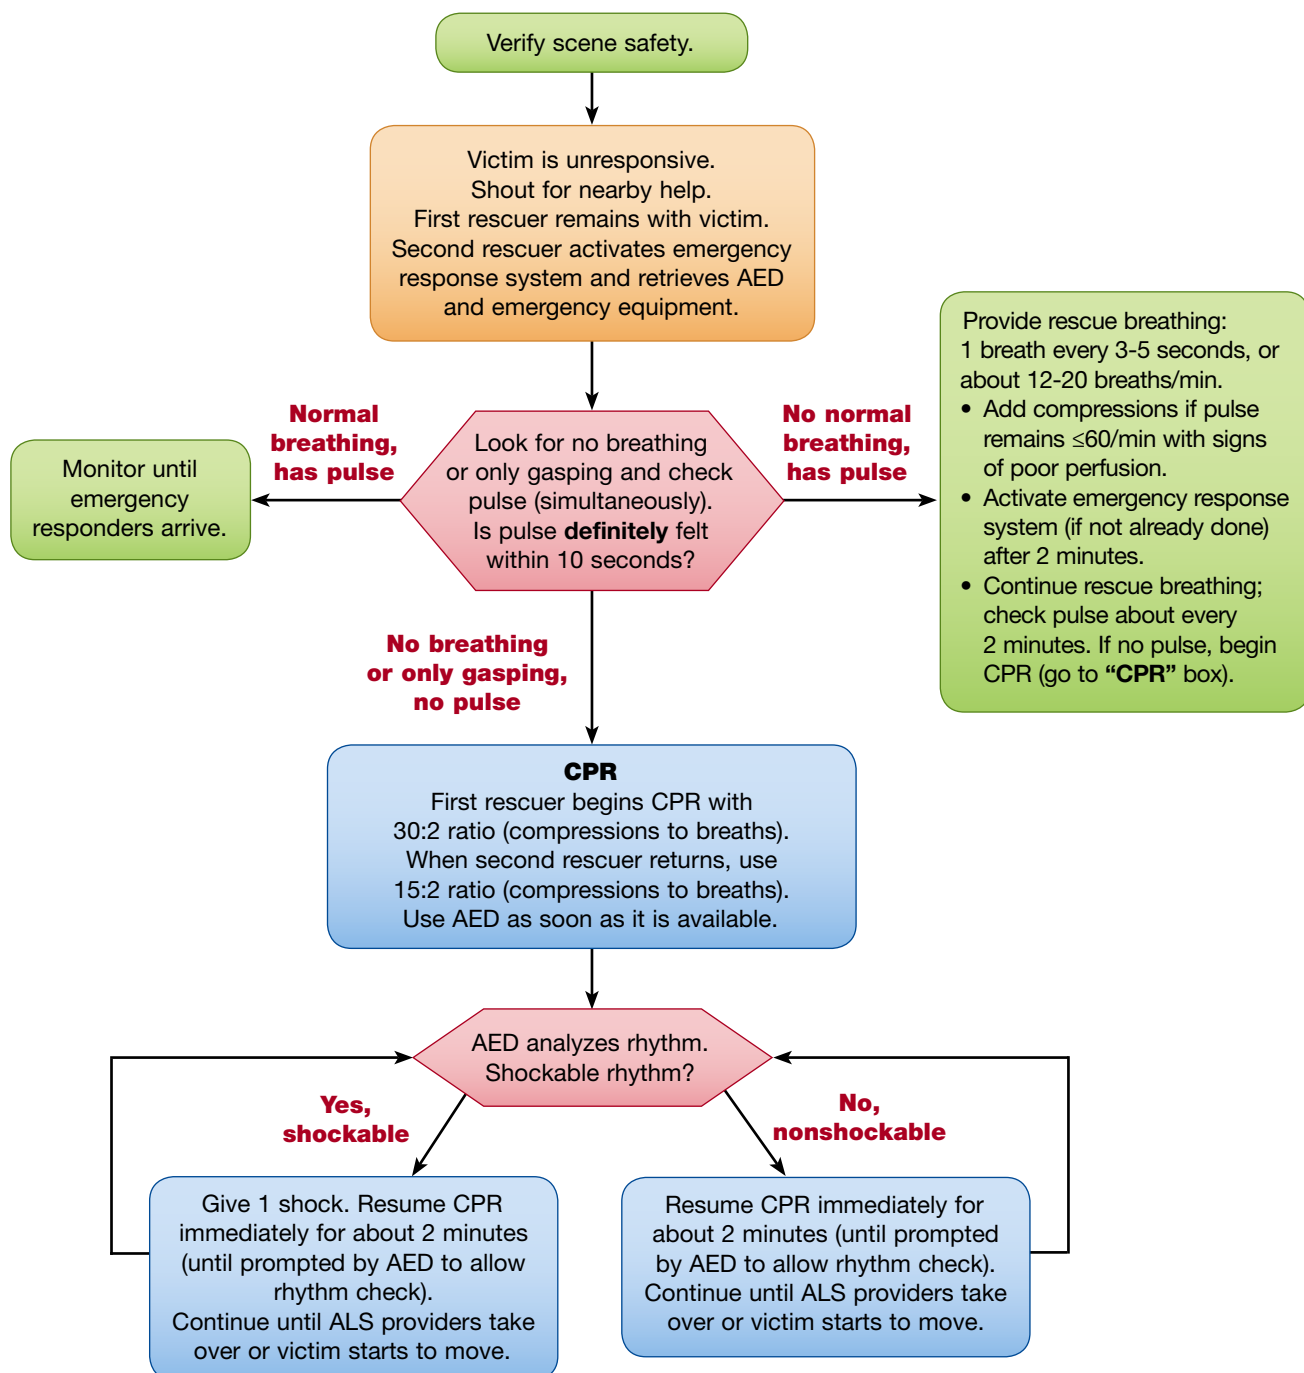 Verify scene safety.
Victim is unresponsive.
Shout for nearby help.
First rescuer remains with victim.
Second rescuer activates emergency
response system and retrieves AED
and emergency equipment.
Normal
breathing,
has pulse
Monitor until
emergency
responders arrive.
Look for no breathing
or only gasping and check
pulse (simultaneously).
Is pulse definitely felt
within 10 seconds?
No normal
breathing,
has pulse
Provide rescue breathing:
1 breath every 3-5 seconds, or
about 12-20 breaths/min.
• Add compressions if pulse
remains ≤60/min with signs
of poor perfusion.
• Activate emergency response
system (if not already done)
after 2 minutes.
• Continue rescue breathing;
check pulse about every
2 minutes. If no pulse, begin
CPR (go to “CPR” box).
No breathing
or only gasping,
no pulse
CPR
First rescuer begins CPR with
30:2 ratio (compressions to breaths).
When second rescuer returns, use
15:2 ratio (compressions to breaths).
Use AED as soon as it is available.
AED analyzes rhythm.
Shockable rhythm?
Yes,
shockable
No,
nonshockable
Give 1 shock. Resume CPR
immediately for about 2 minutes
(until prompted by AED to allow
rhythm check).
Continue until ALS providers take
over or victim starts to move.
Resume CPR immediately for
about 2 minutes (until prompted
by AED to allow rhythm check).
Continue until ALS providers take
over or victim starts to move.